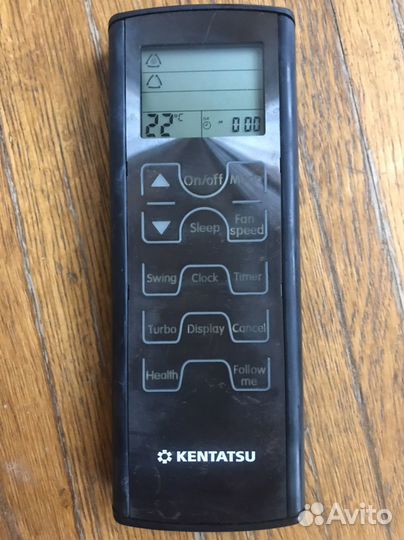 22°C 0:00
On/off Mode
Sleep Fan speed
Swing Clock Timer
Turbo Display Cancel
Health Follow me
KENTATSU
Avito